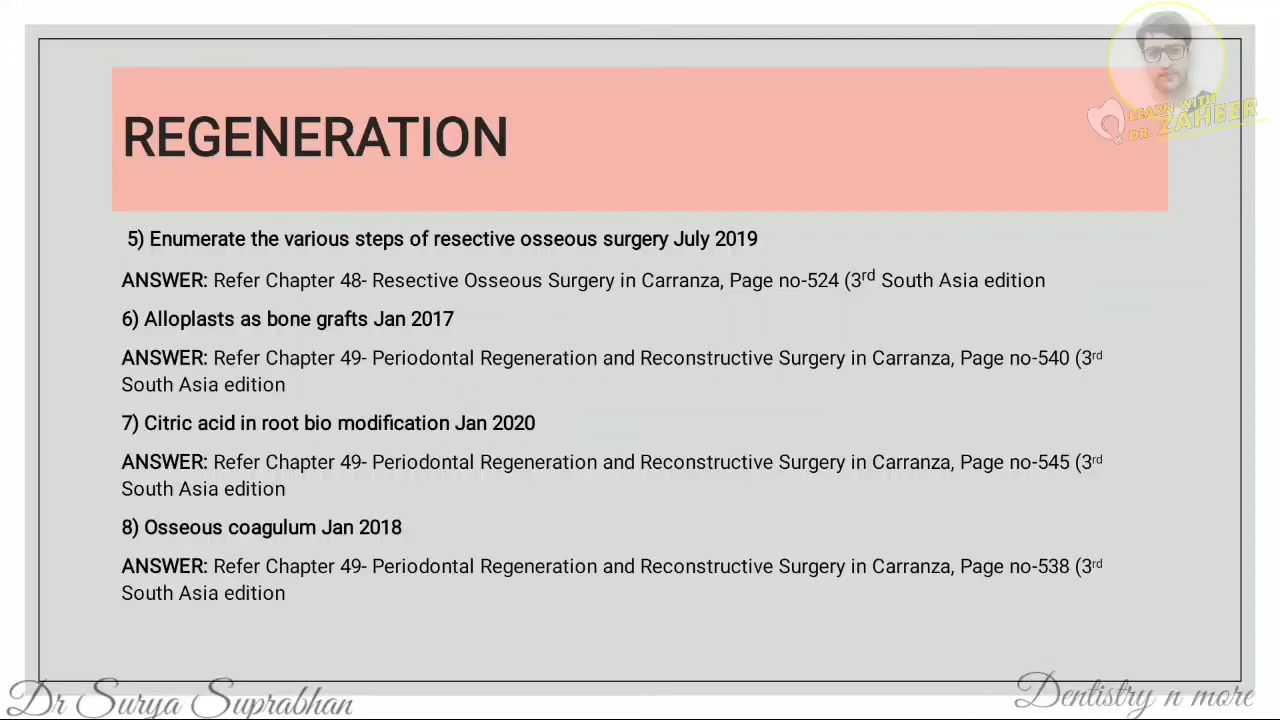 LEARN WITH
DR. ZAHEER
REGENERATION
5) Enumerate the various steps of resective osseous surgery July 2019
ANSWER: Refer Chapter 48- Resective Osseous Surgery in Carranza, Page no-524 (3rd South Asia edition
6) Alloplasts as bone grafts Jan 2017
ANSWER: Refer Chapter 49- Periodontal Regeneration and Reconstructive Surgery in Carranza, Page no-540 (3rd
South Asia edition
7) Citric acid in root bio modification Jan 2020
ANSWER: Refer Chapter 49- Periodontal Regeneration and Reconstructive Surgery in Carranza, Page no-545 (3rd
South Asia edition
8) Osseous coagulum Jan 2018
ANSWER: Refer Chapter 49- Periodontal Regeneration and Reconstructive Surgery in Carranza, Page no-538 (3rd
South Asia edition
Dr Surya Suprabhan
Dentistry n more